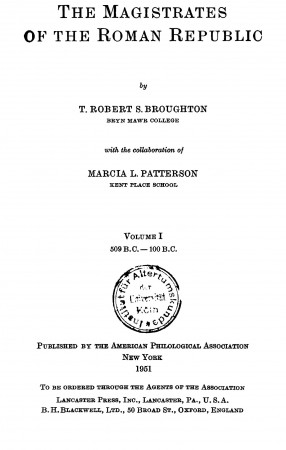 THE MAGISTRATES
OF THE ROMAN REPUBLIC
by
T. ROBERT S. BROUGHTON
BRYN MAWR COLLEGE
with the collaboration of
MARCIA L. PATTERSON
KENT PLACE SCHOOL
VOLUME I
509 B.C. — 100 B.C.
Institut für Altertumskunde
der
Universität
Köln
PUBLISHED BY THE AMERICAN PHILOLOGICAL ASSOCIATION
NEW YORK
1951
TO BE ORDERED THROUGH THE AGENTS OF THE ASSOCIATION
LANCASTER PRESS, INC., LANCASTER, PA., U. S. A.
B. H. BLACKWELL, LTD., 50 BROAD ST., OXFORD, ENGLAND